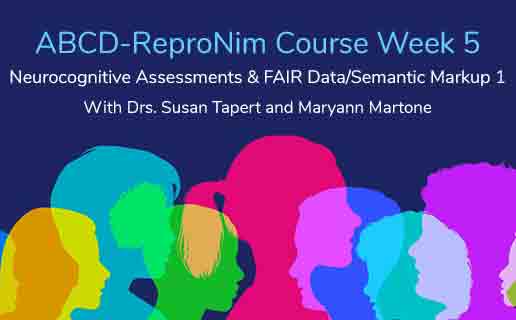 ABCD-ReproNim Course Week 5
Neurocognitive Assessments & FAIR Data/Semantic Markup 1
With Drs. Susan Tapert and Maryann Martone